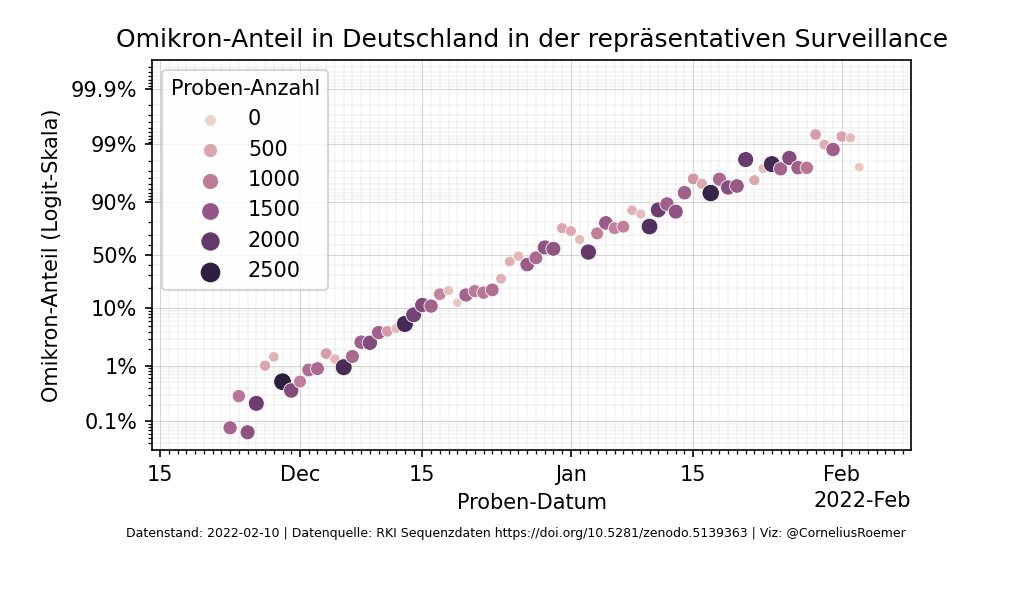 Omikron-Anteil in Deutschland in der repräsentativen Surveillance
Proben-Anzahl
0
500
1000
1500
2000
2500
Omikron-Anteil (Logit-Skala)
99.9%
99%
90%
50%
10%
1%
0.1%
15 Dec 15 Jan 15 Feb
Proben-Datum
2022-Feb
Datenstand: 2022-02-10 | Datenquelle: RKI Sequenzdaten https://doi.org/10.5281/zenodo.5139363 | Viz: @CorneliusRoemer